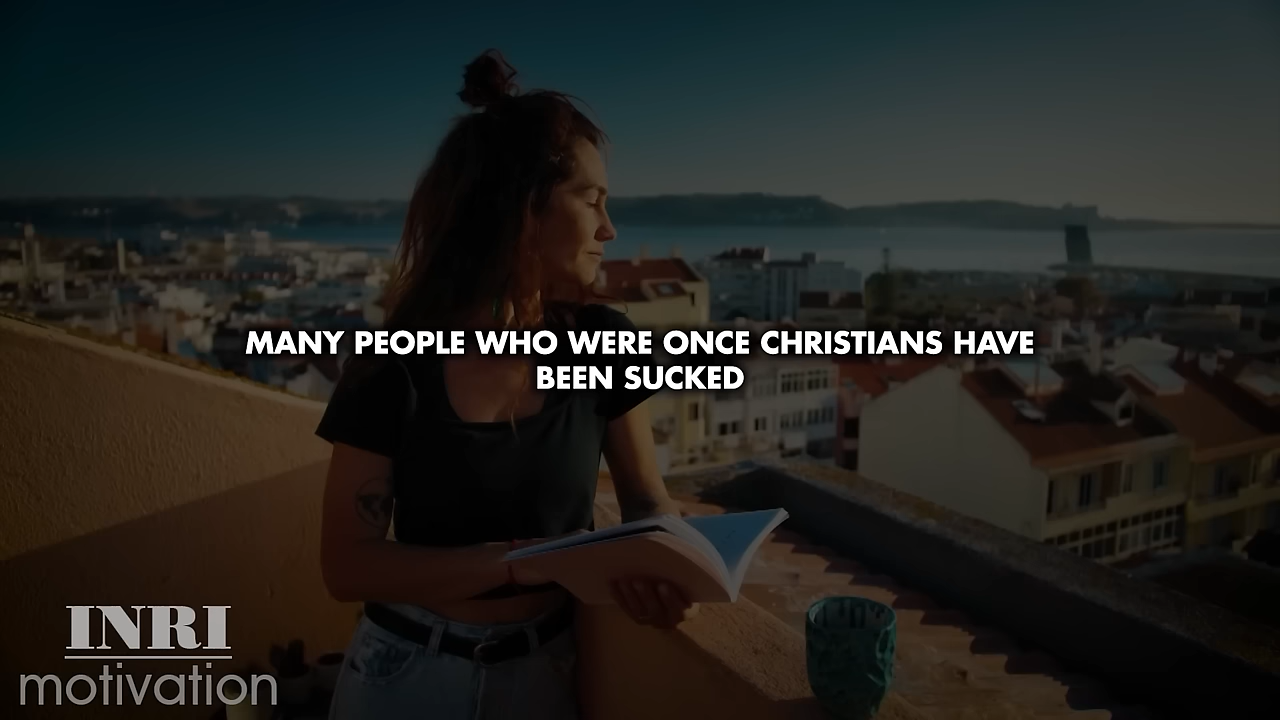 MANY PEOPLE WHO WERE ONCE CHRISTIANS HAVE
BEEN SUCKED
INRI
motivation